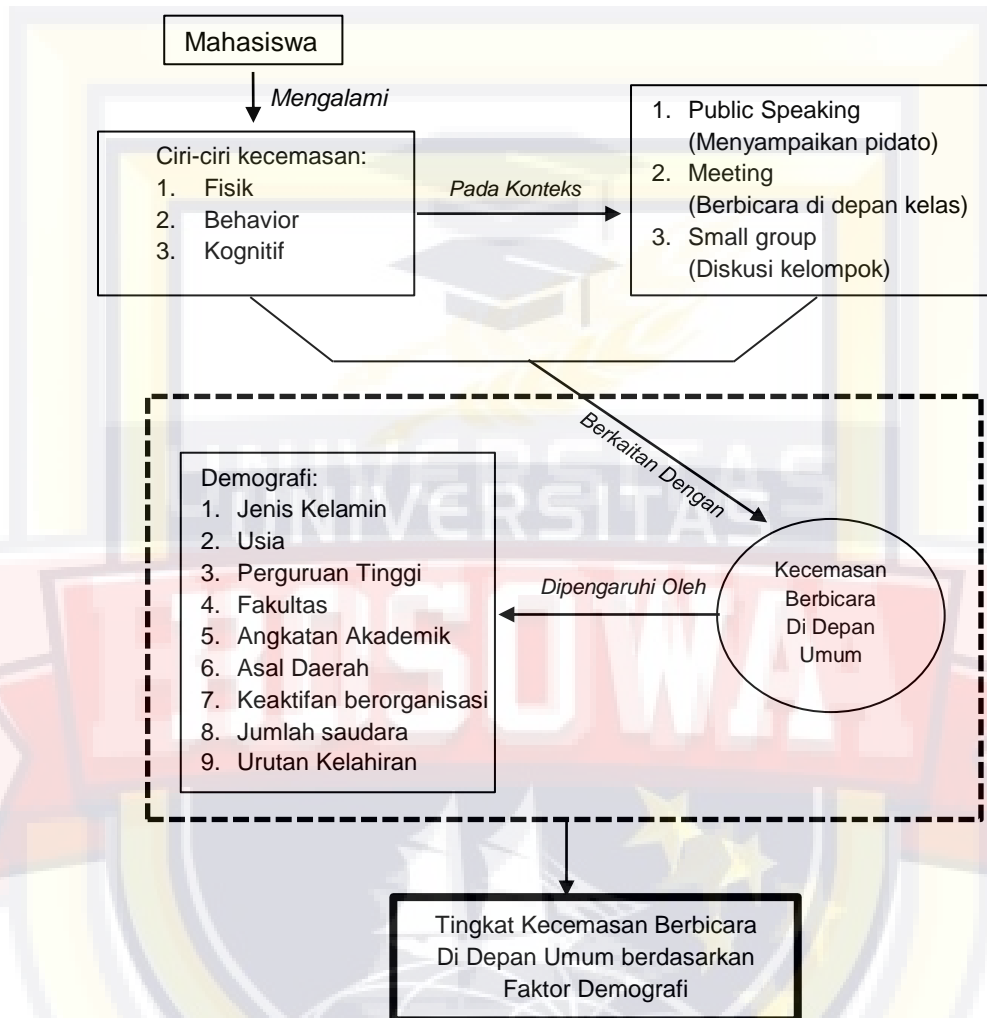 Mahasiswa
Mengalami
Ciri-ciri kecemasan:
1. Fisik
2. Behavior
3. Kognitif
Pada Konteks
1. Public Speaking
(Menyampaikan pidato)
2. Meeting
(Berbicara di depan kelas)
3. Small group
(Diskusi kelompok)
Berkaitan Dengan
Demografi:
1. Jenis Kelamin
2. Usia
3. Perguruan Tinggi
4. Fakultas
5. Angkatan Akademik
6. Asal Daerah
7. Keaktifan berorganisasi
8. Jumlah saudara
9. Urutan Kelahiran
Dipengaruhi Oleh
Kecemasan
Berbicara
Di Depan
Umum
UNIVERSITAS
BOSOWA
Tingkat Kecemasan Berbicara
Di Depan Umum berdasarkan
Faktor Demografi